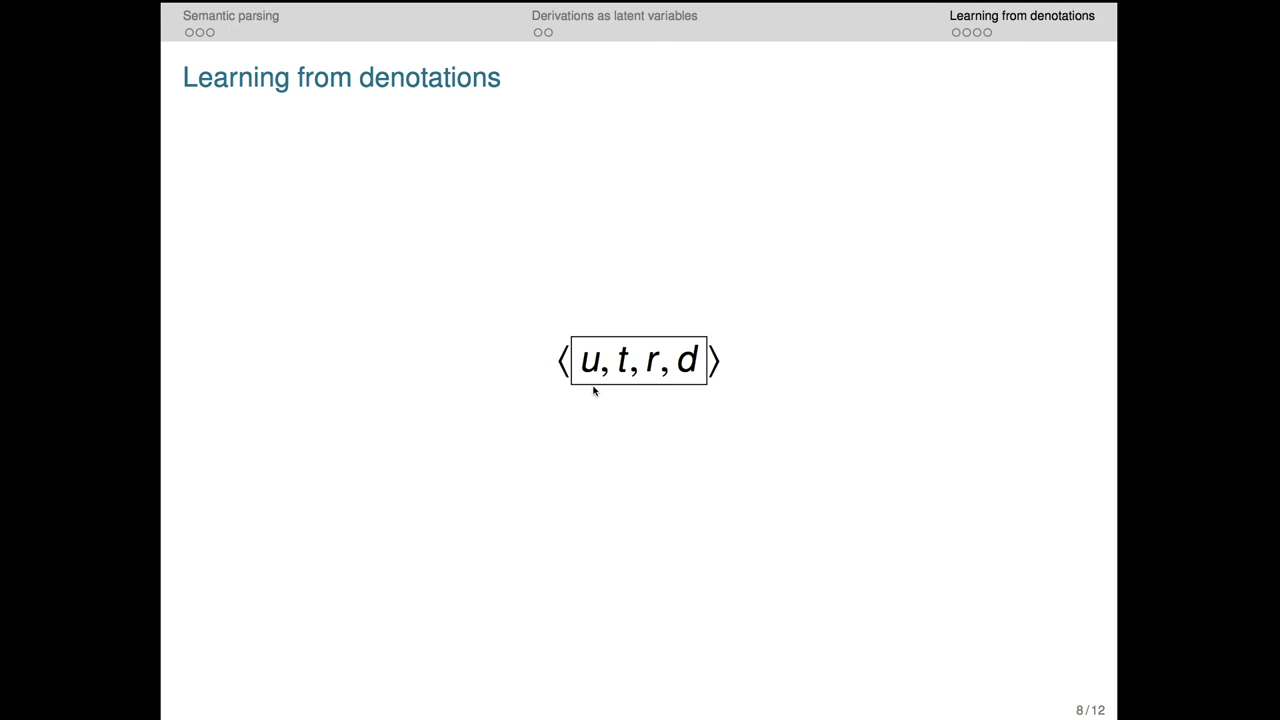 Semantic parsing
Derivations as latent variables
Learning from denotations
Learning from denotations
⟨u, t, r, d⟩
8 / 12